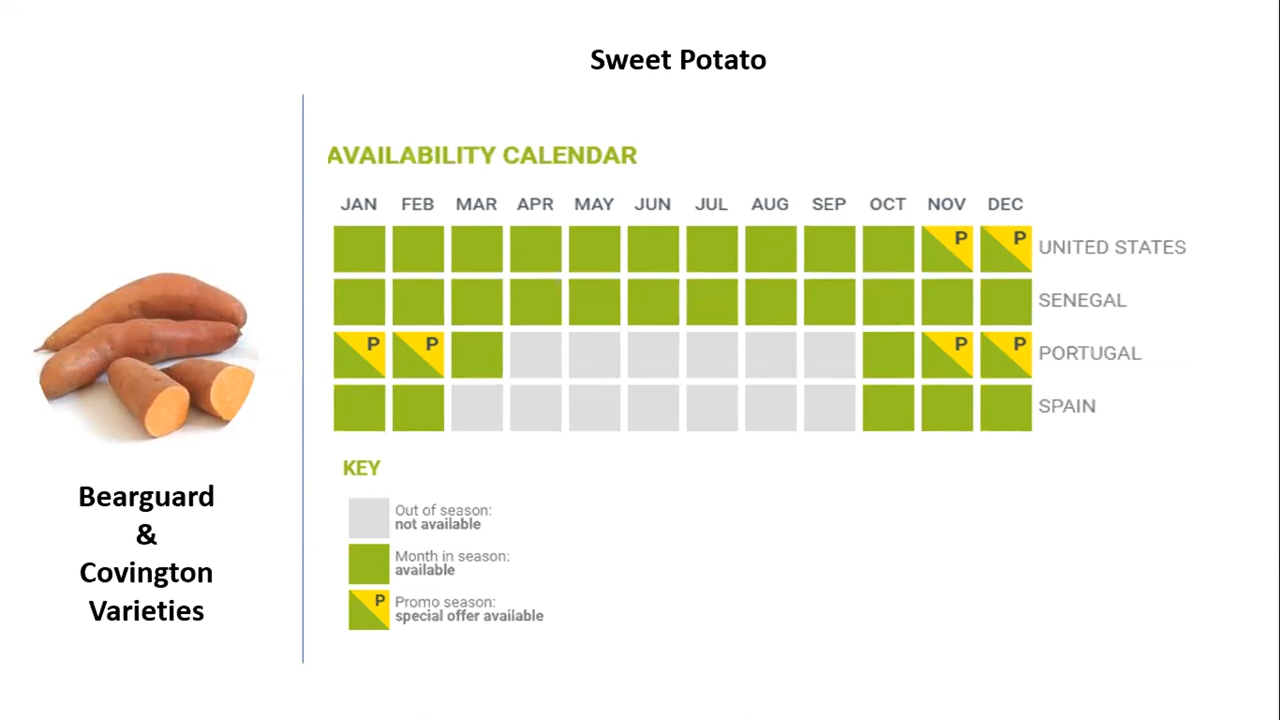 Sweet Potato
AVAILABILITY CALENDAR
JAN FEB MAR APR MAY JUN JUL AUG SEP OCT NOV DEC
P P UNITED STATES
SENEGAL
P P P P PORTUGAL
SPAIN
KEY
Out of season:
not available
Month in season:
available
P Promo season:
special offer available
Bearguard
&
Covington
Varieties